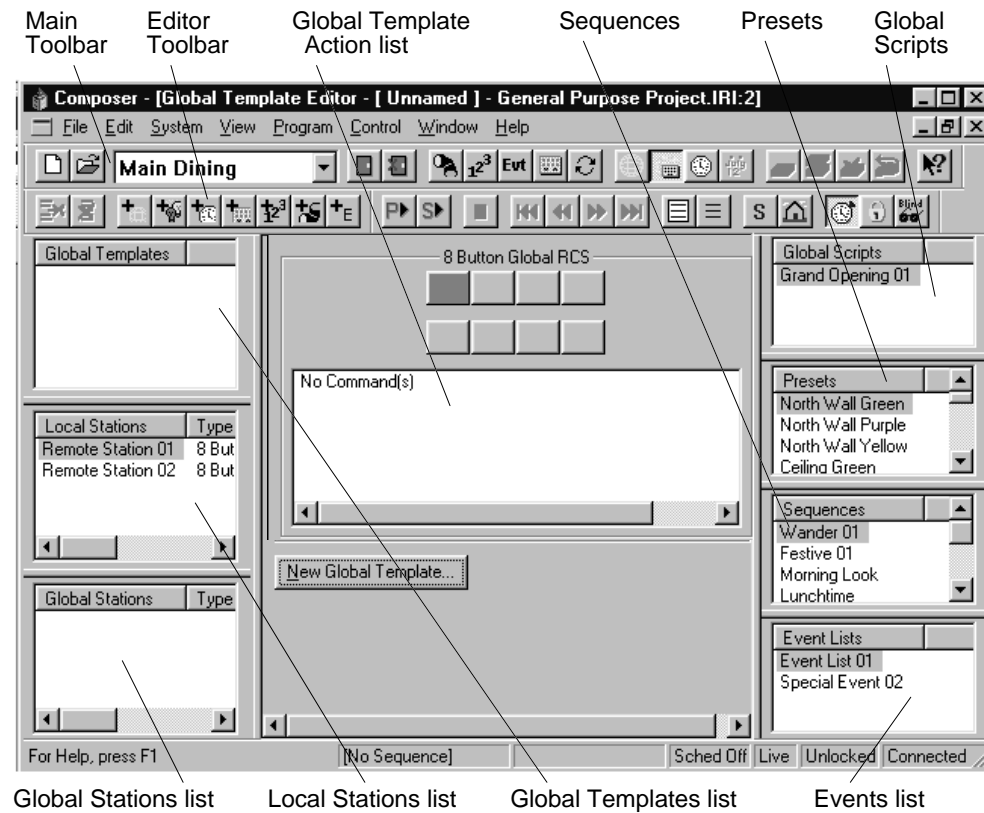 Main Toolbar
Editor Toolbar
Global Template Action list
Sequences
Presets
Global Scripts
Composer - [Global Template Editor - [ Unnamed ] - General Purpose Project.IRI:2]
File Edit System View Program Control Window Help
Main Dining
1 2 3 Evt
+ + + + + 1 2 3 + + E P S S Blind
Global Templates
8 Button Global RCS
Global Scripts
Grand Opening 01
No Command(s)
Presets
North Wall Green
North Wall Purple
North Wall Yellow
Ceiling Green
Local Stations Type
Remote Station 01 8 But
Remote Station 02 8 But
Sequences
Wander 01
Festive 01
Morning Look
Lunchtime
New Global Template...
Global Stations Type
Event Lists
Event List 01
Special Event 02
For Help, press F1 [No Sequence] Sched Off Live Unlocked Connected
Global Stations list
Local Stations list
Global Templates list
Events list